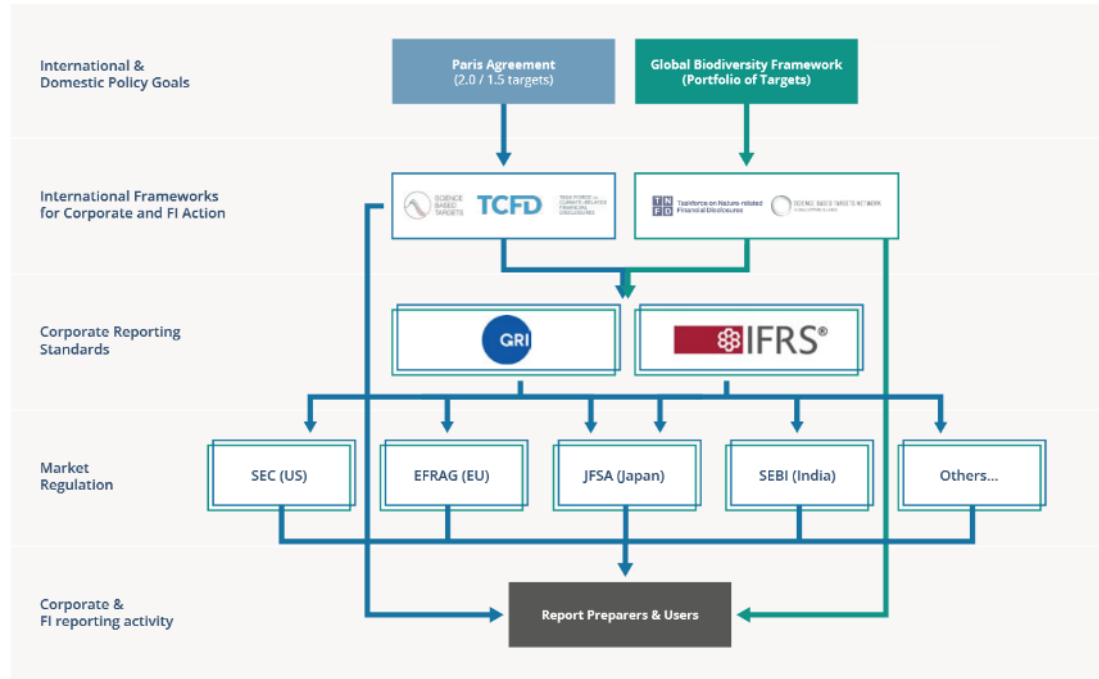 International &
Domestic Policy Goals
Paris Agreement
(2.0 / 1.5 targets)
Global Biodiversity Framework
(Portfolio of Targets)
International Frameworks
for Corporate and FI Action
SCIENCE
BASED
TARGETS
TCFD
TASK FORCE ON
CLIMATE-RELATED
FINANCIAL
DISCLOSURES
TN
FD
Taskforce on Nature-related
Financial Disclosures
SCIENCE BASED TARGETS NETWORK
Corporate Reporting
Standards
GRI
IFRS®
Market
Regulation
SEC (US)
EFRAG (EU)
JFSA (Japan)
SEBI (India)
Others...
Corporate &
FI reporting activity
Report Preparers & Users